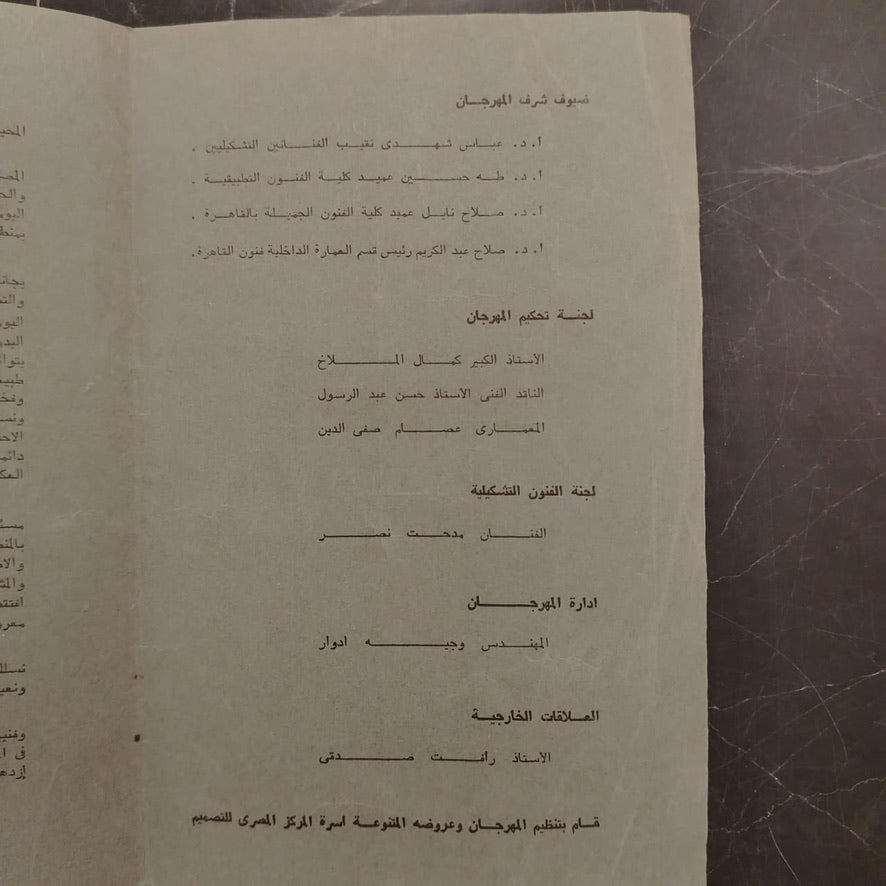 ضيوف شرف المهرجان
أ. د. عباس شهدى نقيب الفنانين التشكيليين .
أ. د. طه حسين عميد كلية الفنون التطبيقية .
أ. د. صلاح نايل عميد كلية الفنون الجميلة بالقاهرة .
أ. د. صلاح عبد الكريم رئيس قسم العمارة الداخلية فنون القاهرة .
لجنة تحكيم المهرجان
الاستاذ الكبير كمال الملاخ
الناقد الفنى الاستاذ حسن عبد الرسول
المعمارى عصام صفى الدين
لجنة الفنون التشكيلية
الفنان مدحت نصر
ادارة المهرجان
المهندس وجيه ادوار
العلاقات الخارجية
الاستاذ رأفت صدقى
قام بتنظيم المهرجان وعروضه المتنوعة اسرة المركز المصرى للتصميم